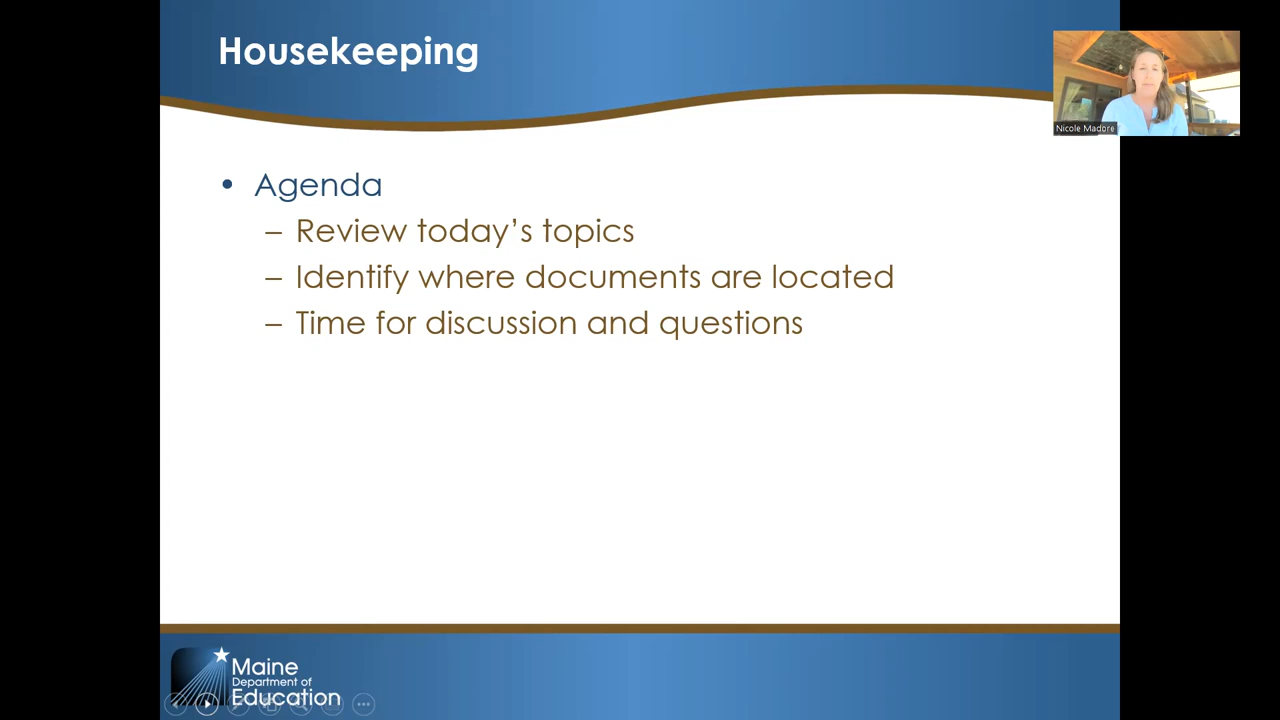 Housekeeping
Nicole Madore
• Agenda
– Review today’s topics
– Identify where documents are located
– Time for discussion and questions
Maine
Department of
Education